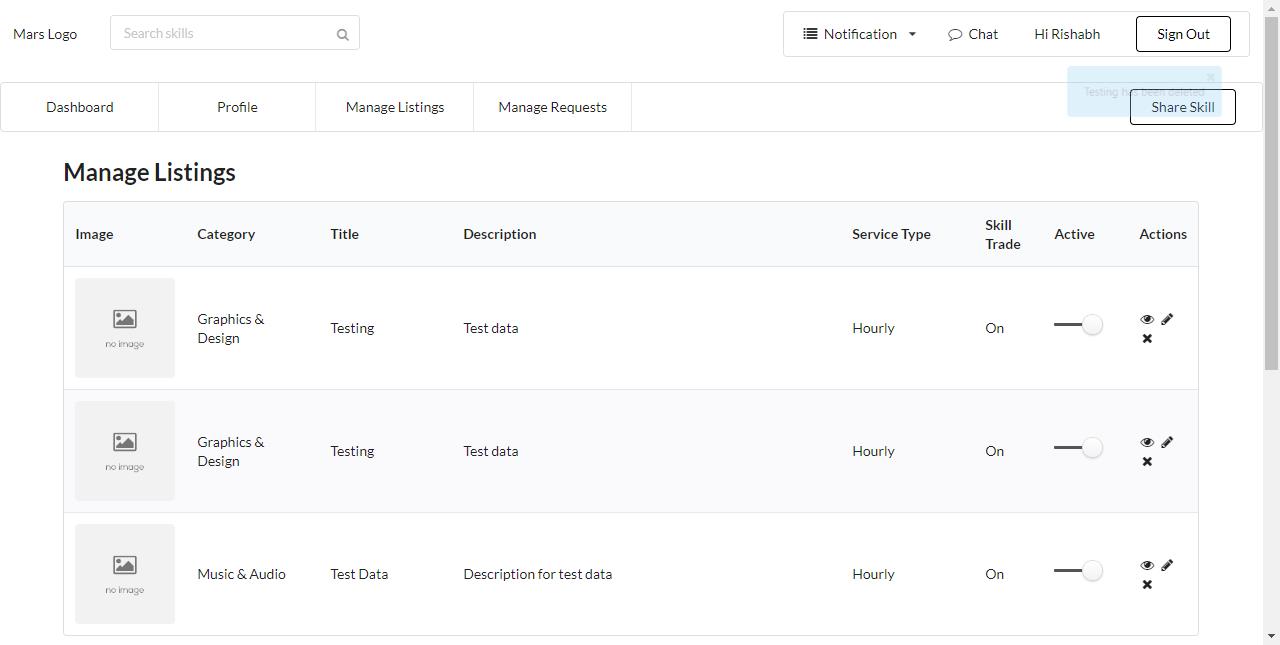 Mars Logo
Search skills
Notification
Chat
Hi Rishabh
Sign Out
Testing has been deleted
Dashboard
Profile
Manage Listings
Manage Requests
Share Skill
Manage Listings
Image
Category
Title
Description
Service Type
Skill
Trade
Active
Actions
no image
Graphics &
Design
Testing
Test data
Hourly
On
no image
Graphics &
Design
Testing
Test data
Hourly
On
no image
Music & Audio
Test Data
Description for test data
Hourly
On